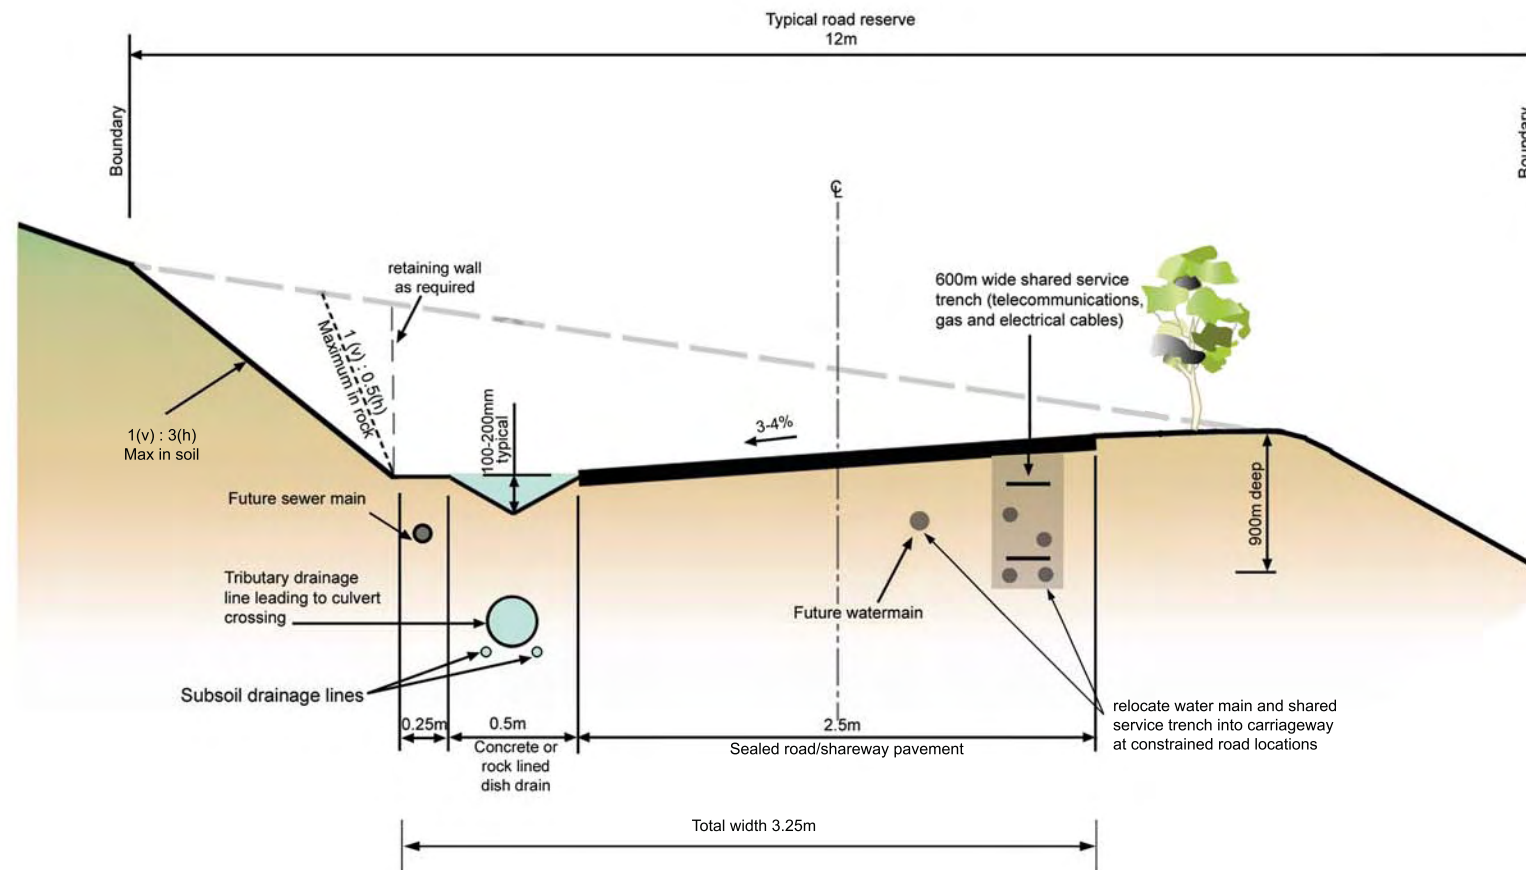 Typical road reserve
12m
Boundary
Boundary
℄
retaining wall
as required
600m wide shared service
trench (telecommunications,
gas and electrical cables)
1 (v) : 0.5(h)
Maximum in rock
100-200mm
typical
3-4%
1(v) : 3(h)
Max in soil
Future sewer main
900m deep
Tributary drainage
line leading to culvert
crossing
Future watermain
Subsoil drainage lines
relocate water main and shared
service trench into carriageway
at constrained road locations
0.25m
0.5m
2.5m
Concrete or
rock lined
dish drain
Sealed road/shareway pavement
Total width 3.25m